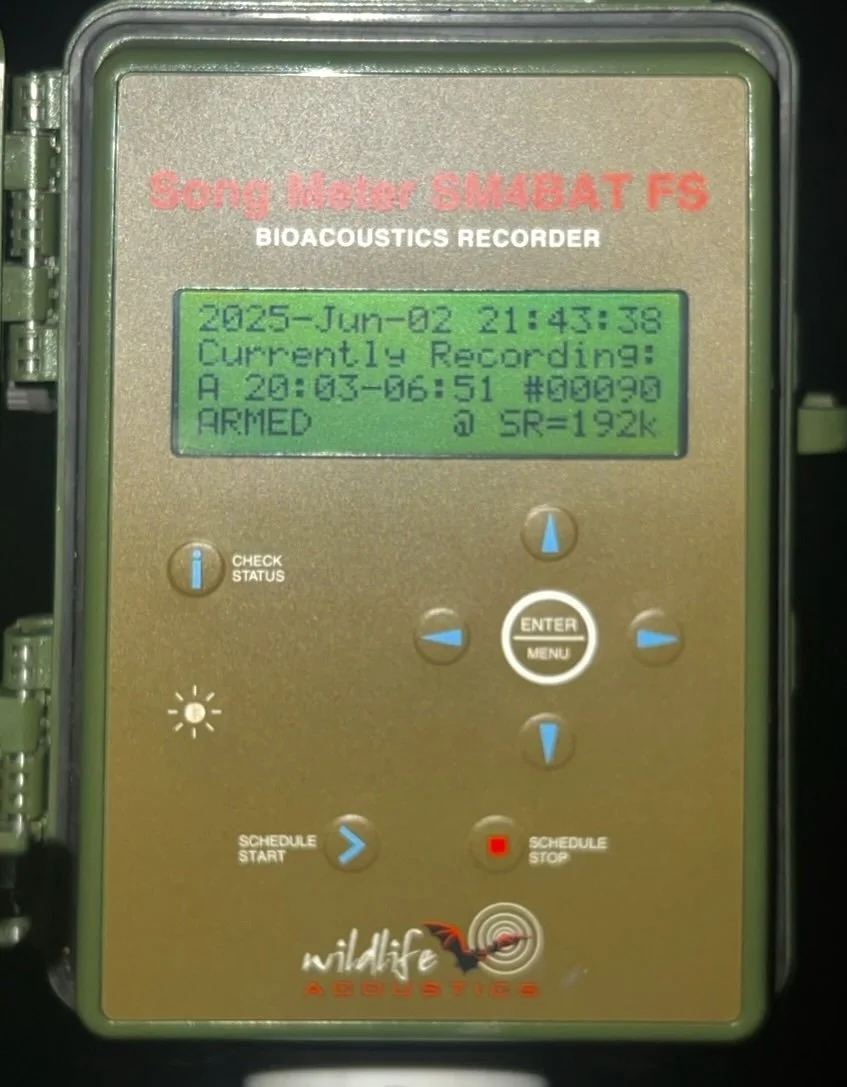 Song Meter SM4BAT FS
BIOACOUSTICS RECORDER
2025-Jun-02 21:43:38
Currently Recording:
A 20:03-06:51 #00090
ARMED @ SR=192k
i CHECK
STATUS
ENTER
MENU
SCHEDULE
START
SCHEDULE
STOP
wildlife
ACOUSTICS